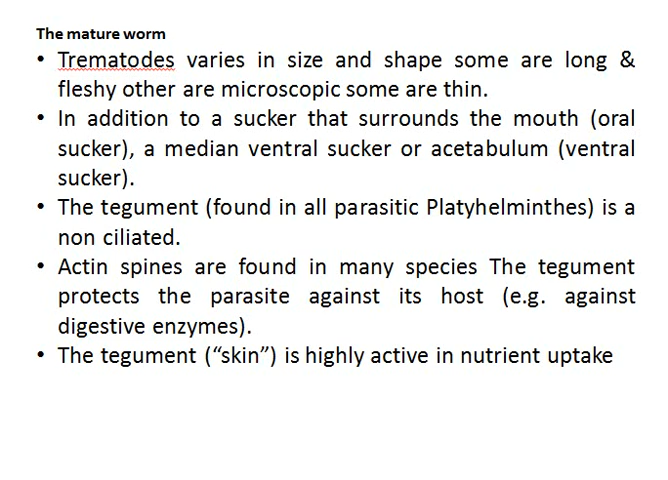 The mature worm
• Trematodes varies in size and shape some are long &
fleshy other are microscopic some are thin.
• In addition to a sucker that surrounds the mouth (oral
sucker), a median ventral sucker or acetabulum (ventral
sucker).
• The tegument (found in all parasitic Platyhelminthes) is a
non ciliated.
• Actin spines are found in many species The tegument
protects the parasite against its host (e.g. against
digestive enzymes).
• The tegument (“skin”) is highly active in nutrient uptake